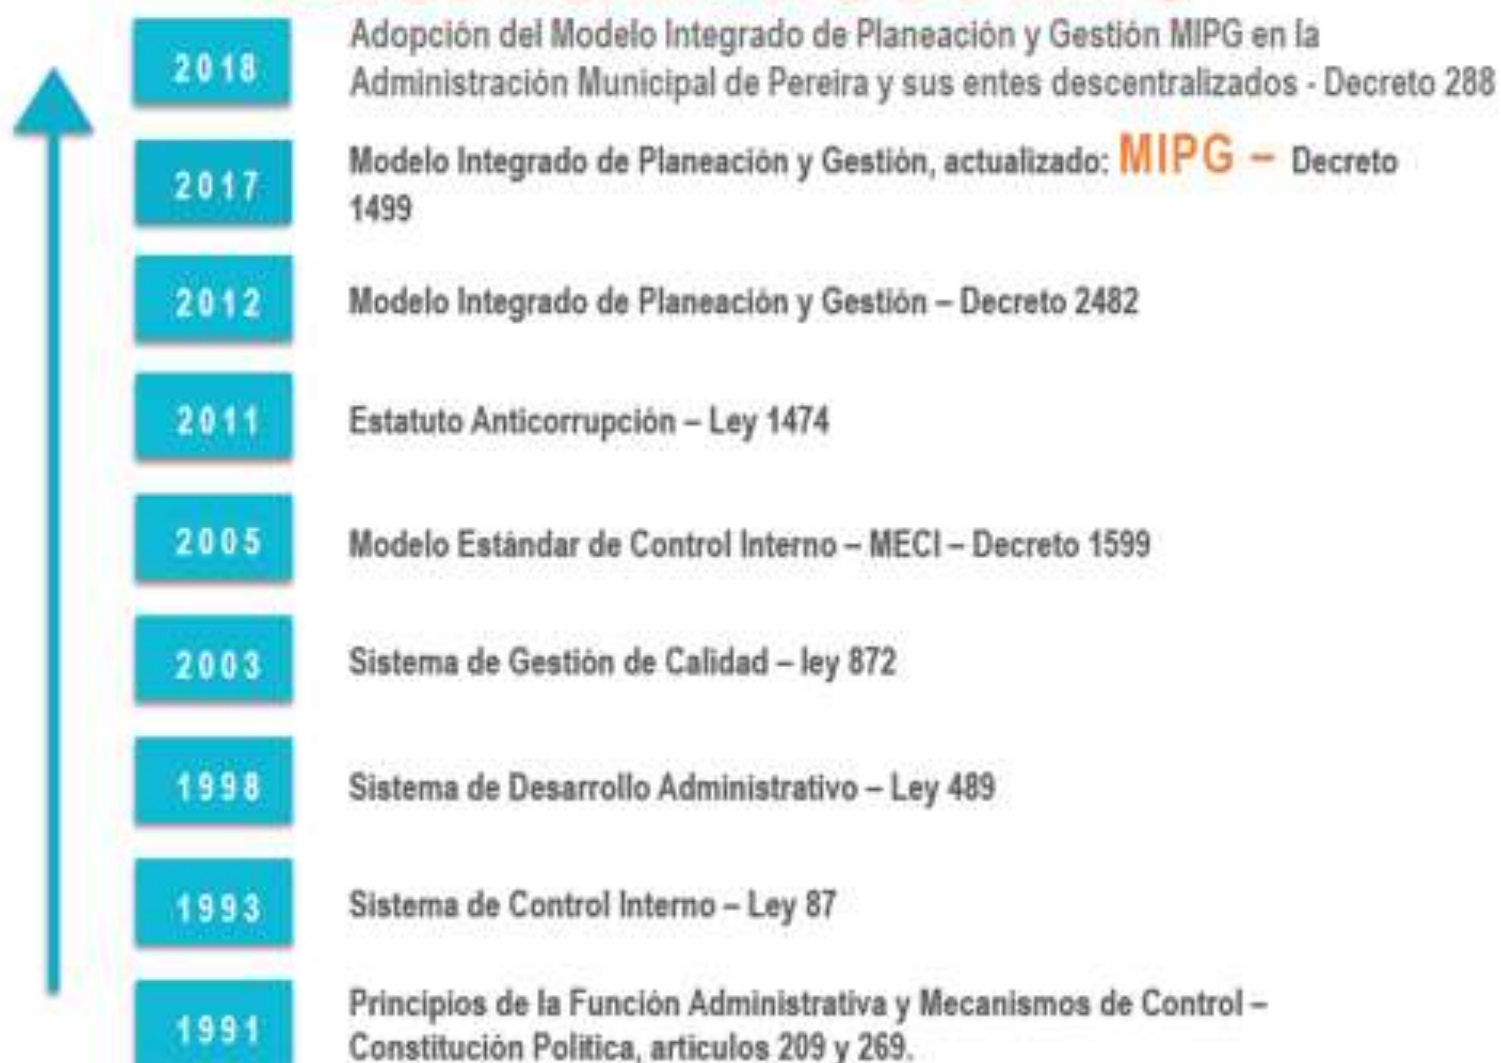 2018
Adopción del Modelo Integrado de Planeación y Gestión MIPG en la
Administración Municipal de Pereira y sus entes descentralizados - Decreto 288
2017
Modelo Integrado de Planeación y Gestión, actualizado: MIPG – Decreto
1499
2012
Modelo Integrado de Planeación y Gestión – Decreto 2482
2011
Estatuto Anticorrupción – Ley 1474
2005
Modelo Estándar de Control Interno – MECI – Decreto 1599
2003
Sistema de Gestión de Calidad – ley 872
1998
Sistema de Desarrollo Administrativo – Ley 489
1993
Sistema de Control Interno – Ley 87
1991
Principios de la Función Administrativa y Mecanismos de Control –
Constitución Política, artículos 209 y 269.